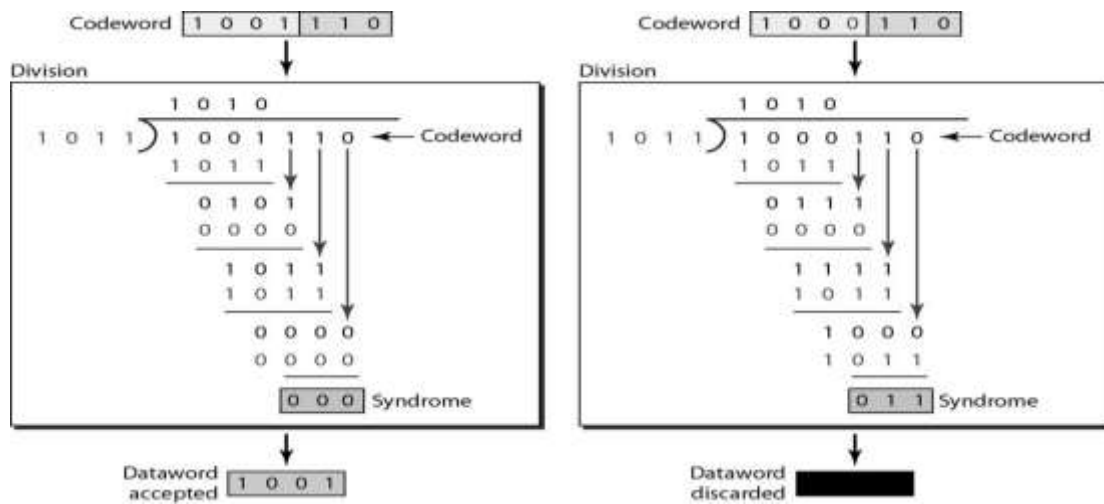 Codeword 1 0 0 1 1 1 0
Division
1 0 1 0
1 0 1 1 1 0 0 1 1 1 0 Codeword
1 0 1 1
0 1 0 1
0 0 0 0
1 0 1 1
1 0 1 1
0 0 0 0
0 0 0 0
0 0 0 Syndrome
Dataword
accepted 1 0 0 1
Codeword 1 0 0 0 1 1 0
Division
1 0 1 0
1 0 1 1 1 0 0 0 1 1 0 Codeword
1 0 1 1
0 1 1 1
0 0 0 0
1 1 1 1
1 0 1 1
1 0 0 0
1 0 1 1
0 1 1 Syndrome
Dataword
discarded